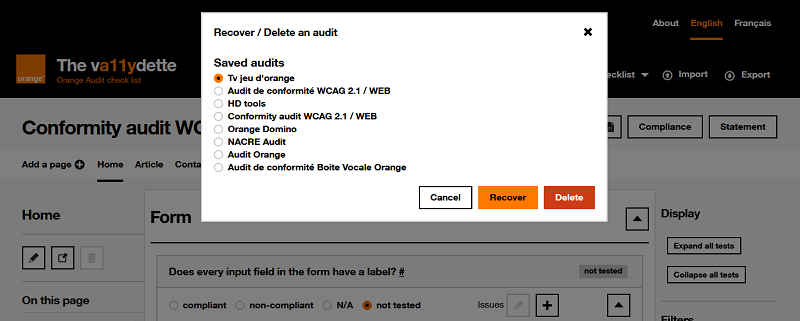 Recover / Delete an audit
About English Français
The va11ydette
orange™
Orange Audit check list
Saved audits
Tv jeu d'orange
Audit de conformité WCAG 2.1 / WEB
HD tools
Conformity audit WCAG 2.1 / WEB
Orange Domino
NACRE Audit
Audit Orange
Audit de conformité Boite Vocale Orange
Cancel Recover Delete
ecklist Import Export
Conformity audit WC
Compliance Statement
Add a page Home Article Conta
Home
On this page
Form
Does every input field in the form have a label? #
not tested
compliant non-compliant N/A not tested Issues
Display
Expand all tests
Collapse all tests
Filters